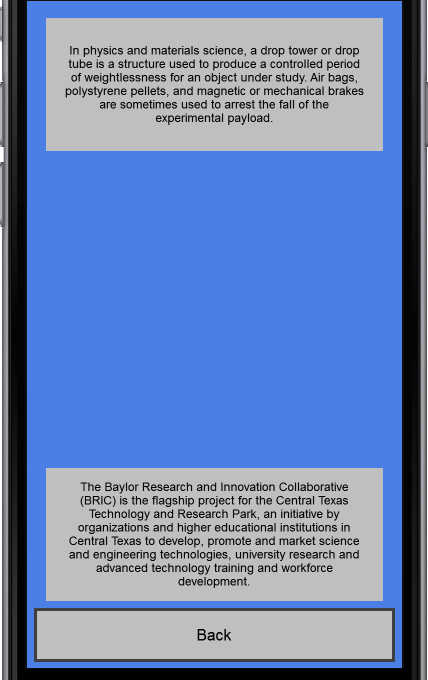 In physics and materials science, a drop tower or drop
tube is a structure used to produce a controlled period
of weightlessness for an object under study. Air bags,
polystyrene pellets, and magnetic or mechanical brakes
are sometimes used to arrest the fall of the
experimental payload.
The Baylor Research and Innovation Collaborative
(BRIC) is the flagship project for the Central Texas
Technology and Research Park, an initiative by
organizations and higher educational institutions in
Central Texas to develop, promote and market science
and engineering technologies, university research and
advanced technology training and workforce
development.
Back